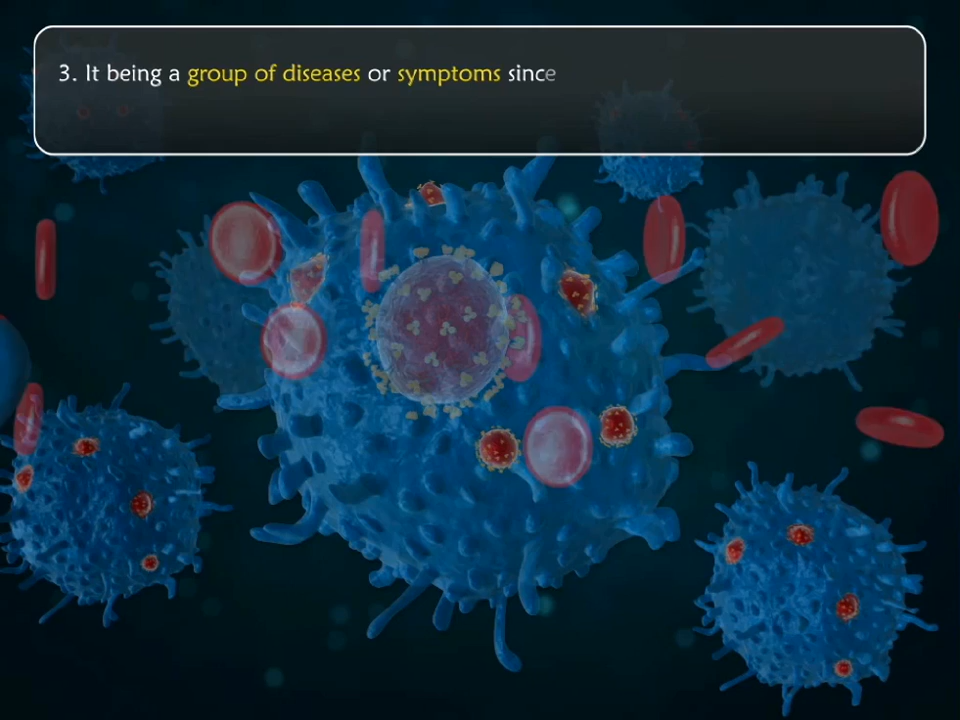 3. It being a group of diseases or symptoms since